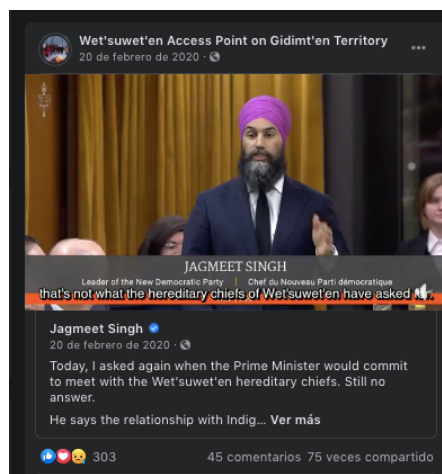 Wet'suwet'en Access Point on Gidimt'en Territory
20 de febrero de 2020 ·
JAGMEET SINGH
Leader of the New Democratic Party | Chef du Nouveau Parti démocratique
that's not what the hereditary chiefs of Wet'suwet'en have asked
Jagmeet Singh
20 de febrero de 2020 ·
Today, I asked again when the Prime Minister would commit
to meet with the Wet'suwet'en hereditary chiefs. Still no
answer.
He says the relationship with Indig... Ver más
303
45 comentarios 75 veces compartido